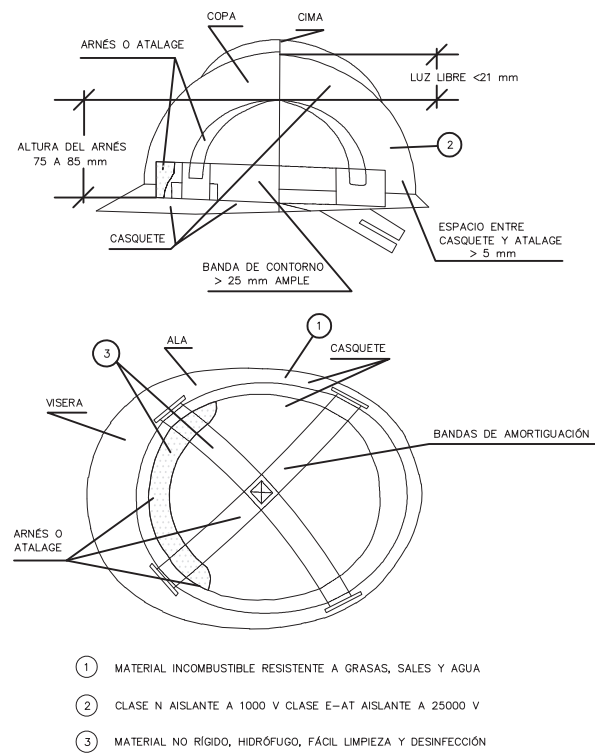 COPA
CIMA
ARNÉS O ATALAGE
LUZ LIBRE <21 mm
ALTURA DEL ARNÉS
75 A 85 mm
2
CASQUETE
ESPACIO ENTRE
CASQUETE Y ATALAGE
> 5 mm
BANDA DE CONTORNO
> 25 mm AMPLE
1
3
ALA
CASQUETE
VISERA
BANDAS DE AMORTIGUACIÓN
ARNÉS O
ATALAGE
1 MATERIAL INCOMBUSTIBLE RESISTENTE A GRASAS, SALES Y AGUA
2 CLASE N AISLANTE A 1000 V CLASE E-AT AISLANTE A 25000 V
3 MATERIAL NO RÍGIDO, HIDRÓFUGO, FÁCIL LIMPIEZA Y DESINFECCIÓN